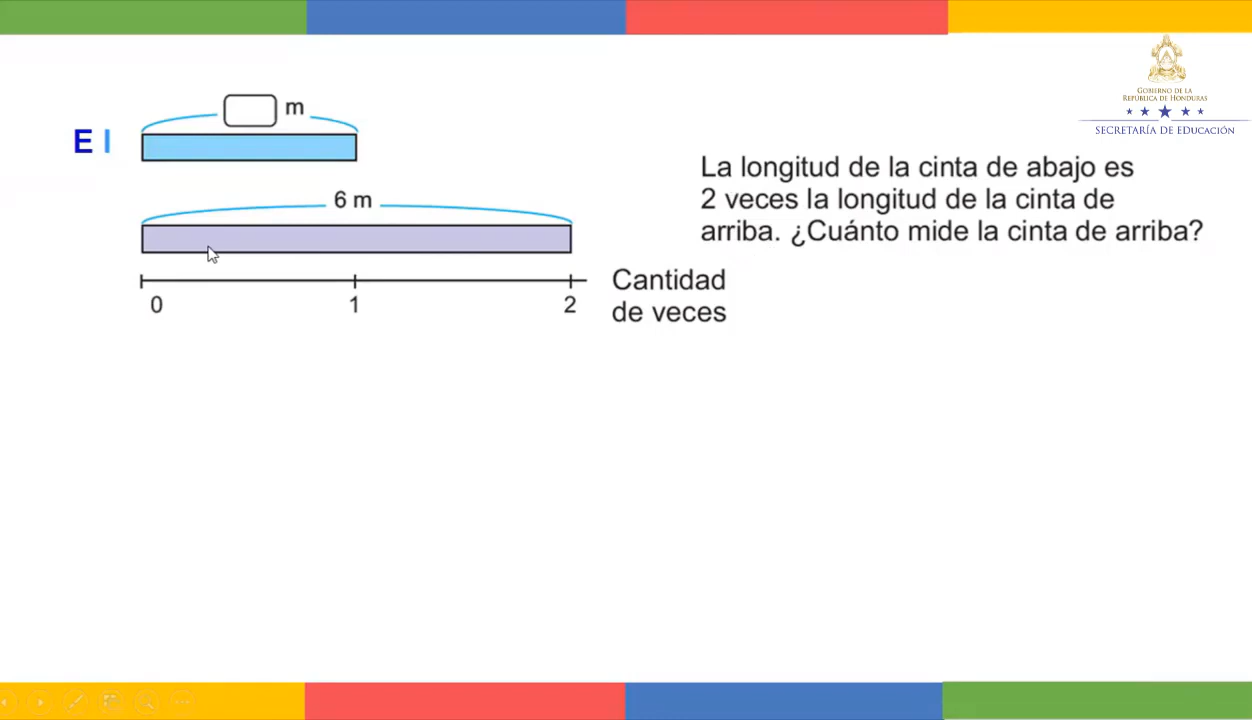 GOBIERNO DE LA
REPÚBLICA DE HONDURAS
SECRETARÍA DE EDUCACIÓN
E I
m
6 m
0 1 2
Cantidad
de veces
La longitud de la cinta de abajo es
2 veces la longitud de la cinta de
arriba. ¿Cuánto mide la cinta de arriba?